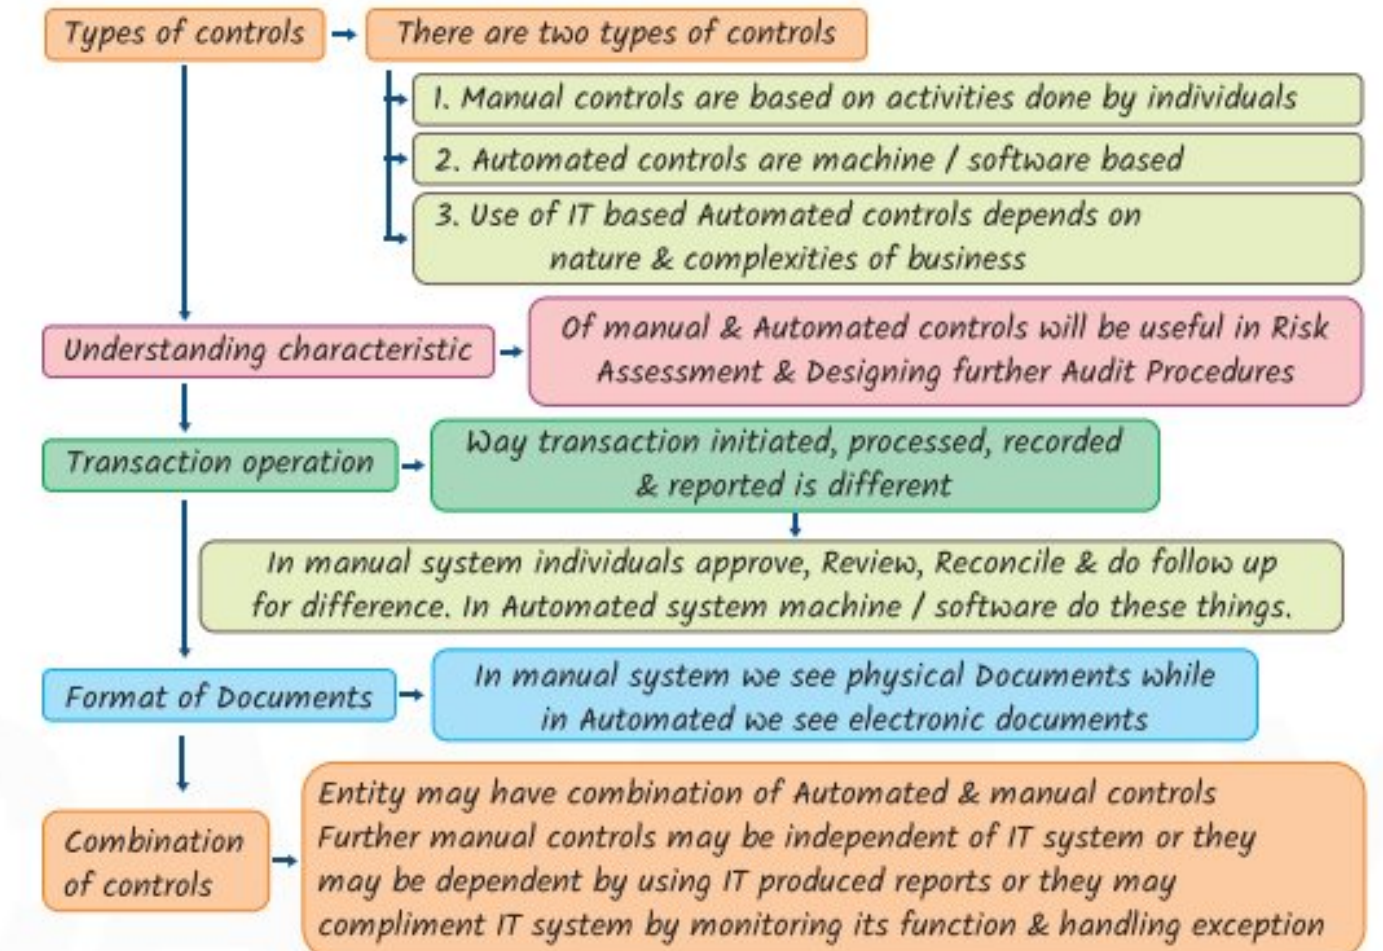 Types of controls
There are two types of controls
1. Manual controls are based on activities done by individuals
2. Automated controls are machine / software based
3. Use of IT based Automated controls depends on
nature & complexities of business
Understanding characteristic
Of manual & Automated controls will be useful in Risk
Assessment & Designing further Audit Procedures
Transaction operation
Way transaction initiated, processed, recorded
& reported is different
In manual system individuals approve, Review, Reconcile & do follow up
for difference. In Automated system machine / software do these things.
Format of Documents
In manual system we see physical Documents while
in Automated we see electronic documents
Combination
of controls
Entity may have combination of Automated & manual controls
Further manual controls may be independent of IT system or they
may be dependent by using IT produced reports or they may
compliment IT system by monitoring its function & handling exception